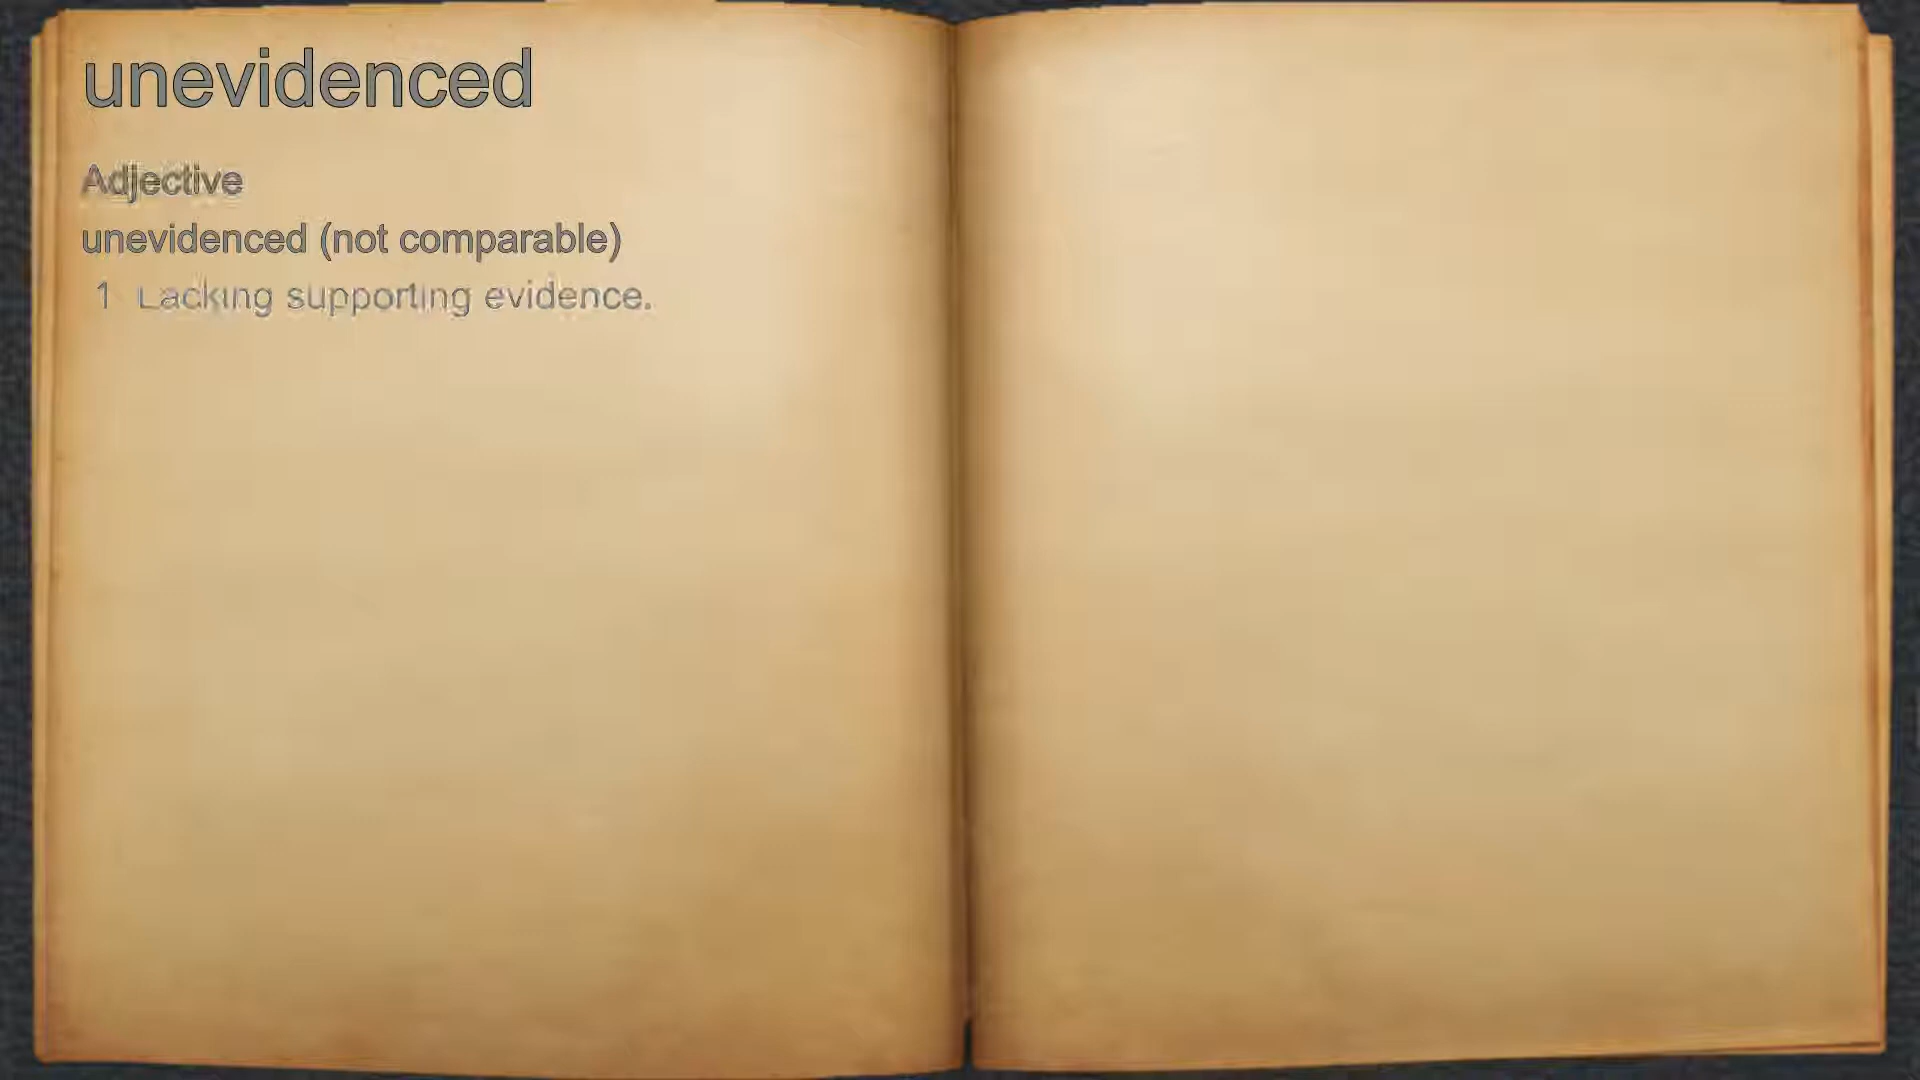 unevidenced
Adjective
unevidenced (not comparable)
1 Lacking supporting evidence.